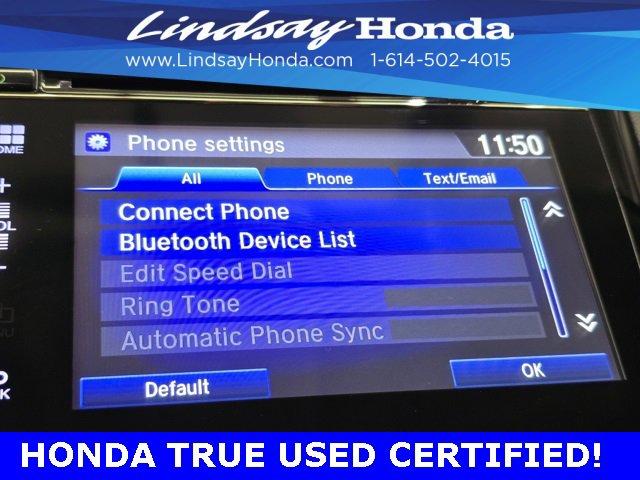 Lindsay Honda
www.LindsayHonda.com 1-614-502-4015
Phone settings 11:50
All Phone Text/Email
Connect Phone
Bluetooth Device List
Edit Speed Dial
Ring Tone
Automatic Phone Sync
Default OK
HONDA TRUE USED CERTIFIED!